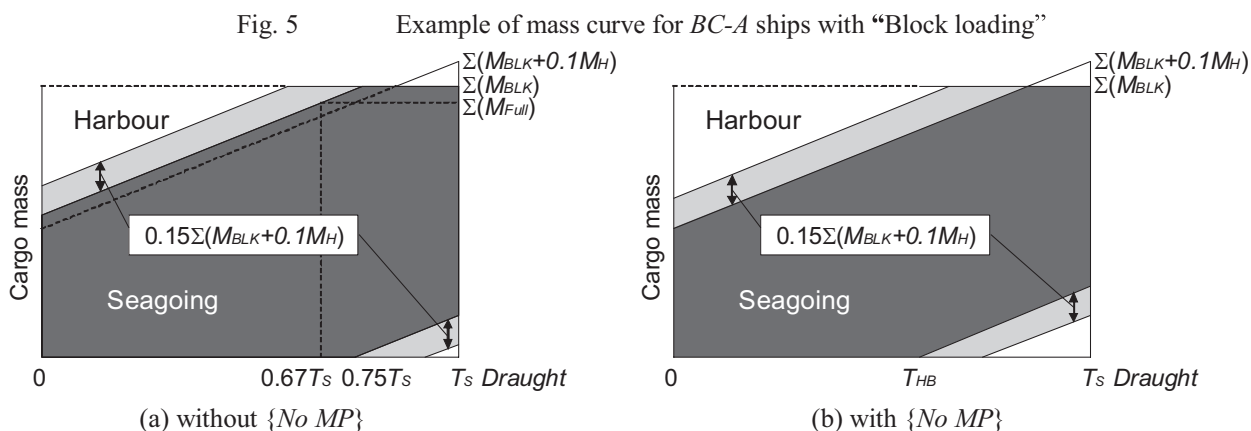 Fig. 5 Example of mass curve for BC-A ships with “Block loading”
Σ(MBLK+0.1MH)
Σ(MBLK)
Σ(MFull)
Harbour
Cargo mass
0.15Σ(MBLK+0.1MH)
Seagoing
0 0.67TS 0.75TS TS Draught
(a) without {No MP}
Σ(MBLK+0.1MH)
Σ(MBLK)
Harbour
Cargo mass
0.15Σ(MBLK+0.1MH)
Seagoing
0 THB TS Draught
(b) with {No MP}